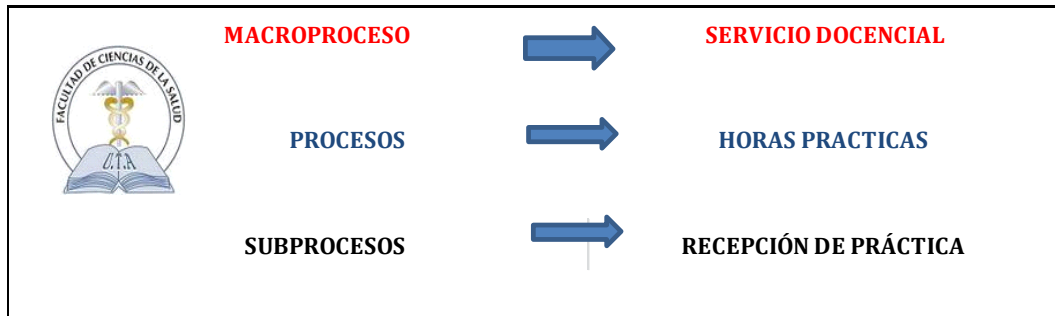 MACROPROCESO SERVICIO DOCENCIAL
FACULTAD DE CIENCIAS DE LA SALUD
PROCESOS HORAS PRACTICAS
U.T.A
SUBPROCESOS RECEPCIÓN DE PRÁCTICA